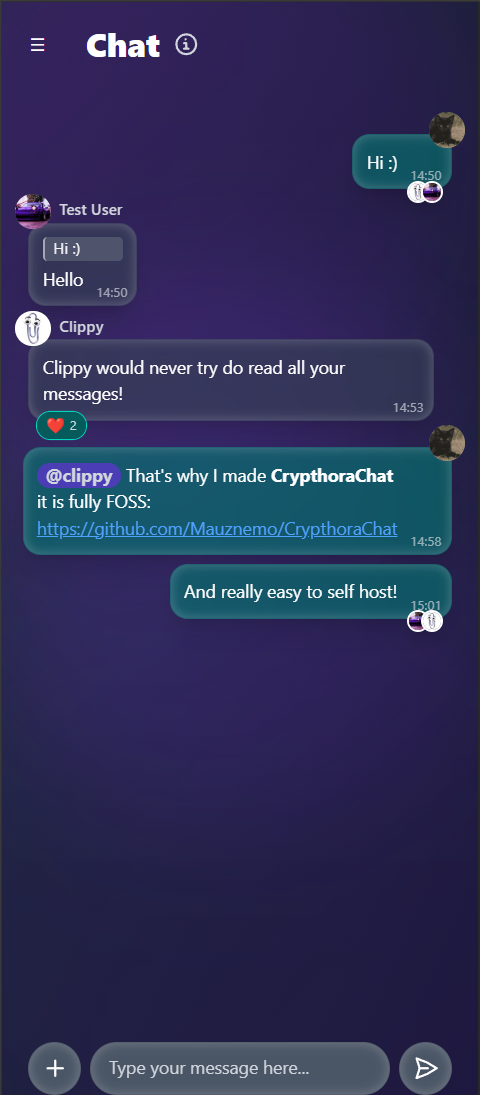 Chat
Hi :)
14:50
Test User
Hi :)
Hello
14:50
Clippy
Clippy would never try do read all your
messages!
14:53
❤️ 2
@clippy That's why I made CrypthoraChat
it is fully FOSS:
https://github.com/Mauznemo/CrypthoraChat
14:58
And really easy to self host!
15:01
Type your message here...